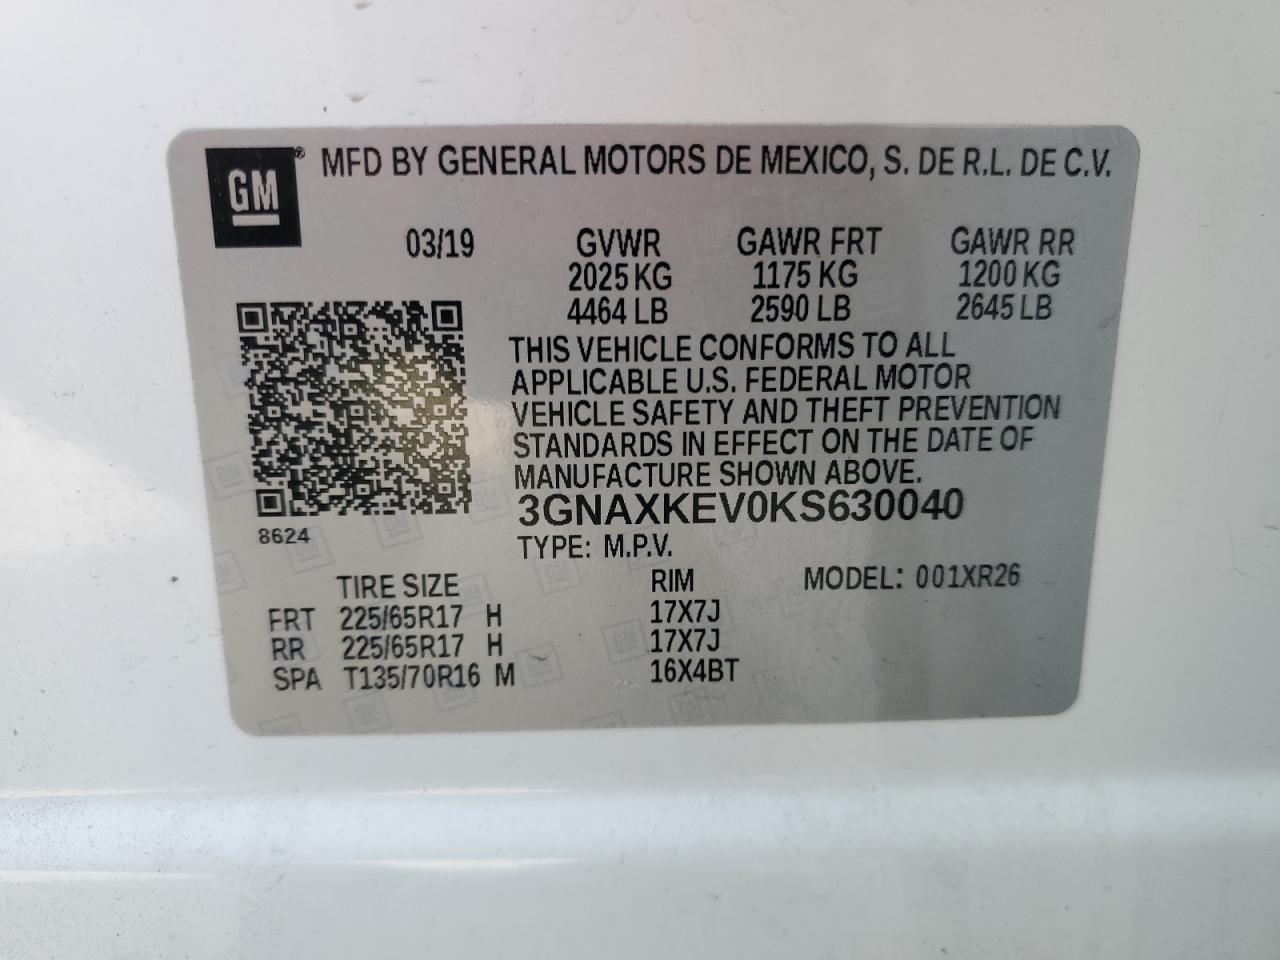 GM® MFD BY GENERAL MOTORS DE MEXICO, S. DE R.L. DE C.V.
03/19 GVWR GAWR FRT GAWR RR
2025 KG 1175 KG 1200 KG
4464 LB 2590 LB 2645 LB
THIS VEHICLE CONFORMS TO ALL
APPLICABLE U.S. FEDERAL MOTOR
VEHICLE SAFETY AND THEFT PREVENTION
STANDARDS IN EFFECT ON THE DATE OF
MANUFACTURE SHOWN ABOVE.
3GNAXKEV0KS630040
8624
TYPE: M.P.V.
TIRE SIZE RIM MODEL: 001XR26
FRT 225/65R17 H 17X7J
RR 225/65R17 H 17X7J
SPA T135/70R16 M 16X4BT